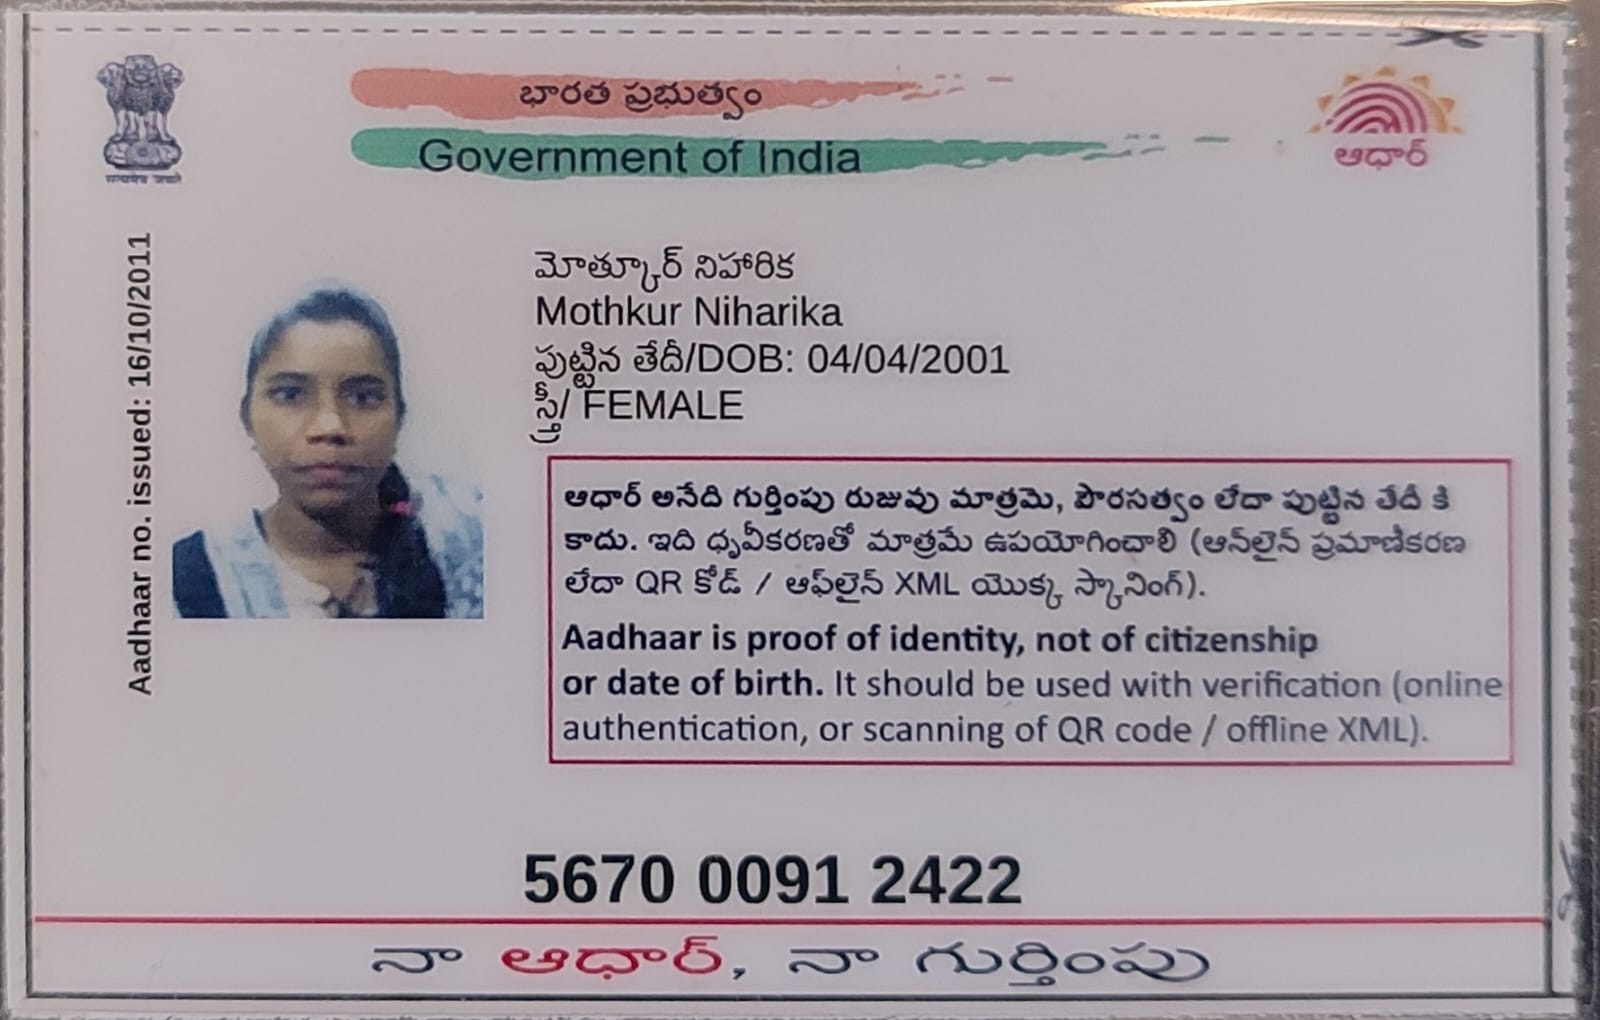 భారత ప్రభుత్వం
Government of India
ఆధార్
सत्यमेव जयते
Aadhaar no. issued: 16/10/2011
మోత్కూర్ నిహారిక
Mothkur Niharika
పుట్టిన తేదీ/DOB: 04/04/2001
స్త్రీ/ FEMALE
ఆధార్ అనేది గుర్తింపు రుజువు మాత్రమె, పౌరసత్వం లేదా పుట్టిన తేదీ కి
కాదు. ఇది ధృవీకరణతో మాత్రమే ఉపయోగించాలి (ఆన్‌లైన్ ప్రమాణీకరణ
లేదా QR కోడ్ / ఆఫ్‌లైన్ XML యొక్క స్కానింగ్).
Aadhaar is proof of identity, not of citizenship
or date of birth. It should be used with verification (online
authentication, or scanning of QR code / offline XML).
5670 0091 2422
నా ఆధార్, నా గుర్తింపు